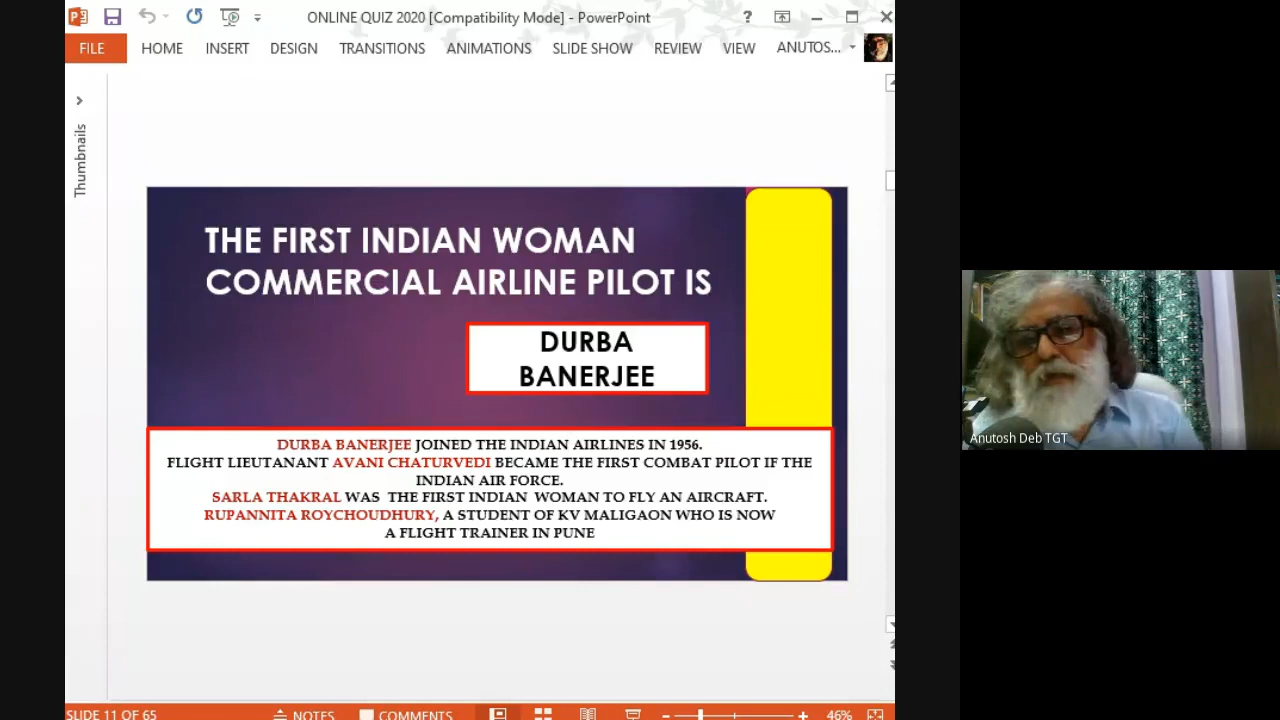 ONLINE QUIZ 2020 [Compatibility Mode] - PowerPoint
?
FILE HOME INSERT DESIGN TRANSITIONS ANIMATIONS SLIDE SHOW REVIEW VIEW ANUTOS...
Thumbnails
THE FIRST INDIAN WOMAN
COMMERCIAL AIRLINE PILOT IS
DURBA
BANERJEE
DURBA BANERJEE JOINED THE INDIAN AIRLINES IN 1956.
FLIGHT LIEUTANANT AVANI CHATURVEDI BECAME THE FIRST COMBAT PILOT IF THE
INDIAN AIR FORCE.
SARLA THAKRAL WAS THE FIRST INDIAN WOMAN TO FLY AN AIRCRAFT.
RUPANNITA ROYCHOUDHURY, A STUDENT OF KV MALIGAON WHO IS NOW
A FLIGHT TRAINER IN PUNE
Anutosh Deb TGT
SLIDE 11 OF 65 NOTES COMMENTS 46%